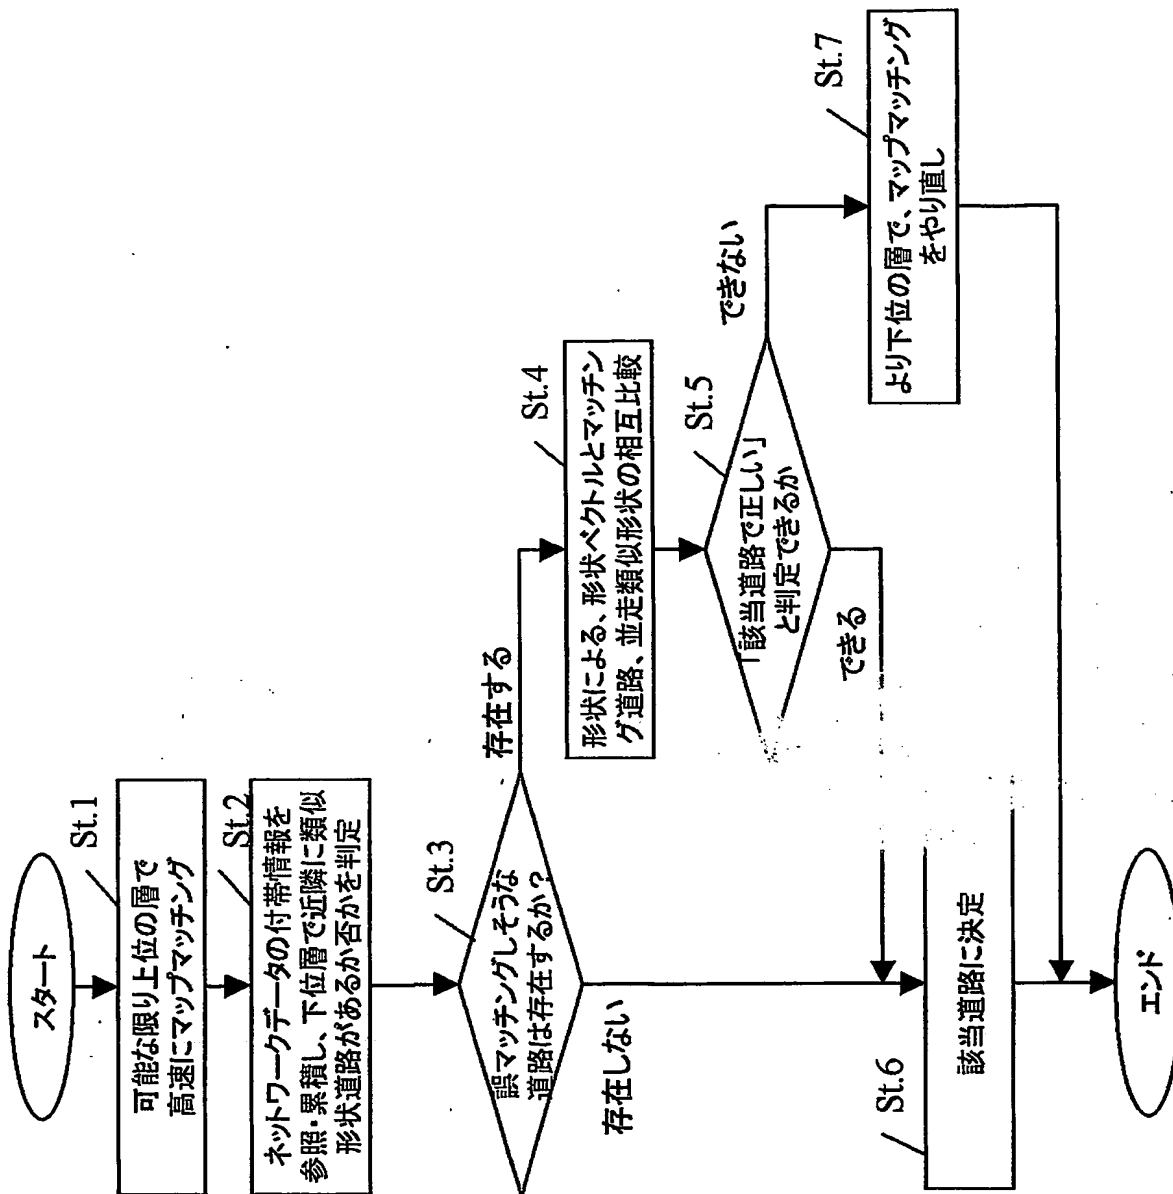 スタート
St.1
可能な限り上位の層で
高速にマップマッチング
St.2
ネットワークデータの付帯情報を
参照・累積し、下位層で近隣に類似
形状道路があるか否かを判定
St.3
誤マッチングしそうな
道路は存在するか?
存在する
存在しない
St.4
形状による、形状ベクトルとマッチン
グ道路、並走類似形状の相互比較
St.5
「該当道路で正しい」
と判定できるか
できない
できる
St.7
より下位の層で、マップマッチング
をやり直し
St.6
該当道路に決定
エンド